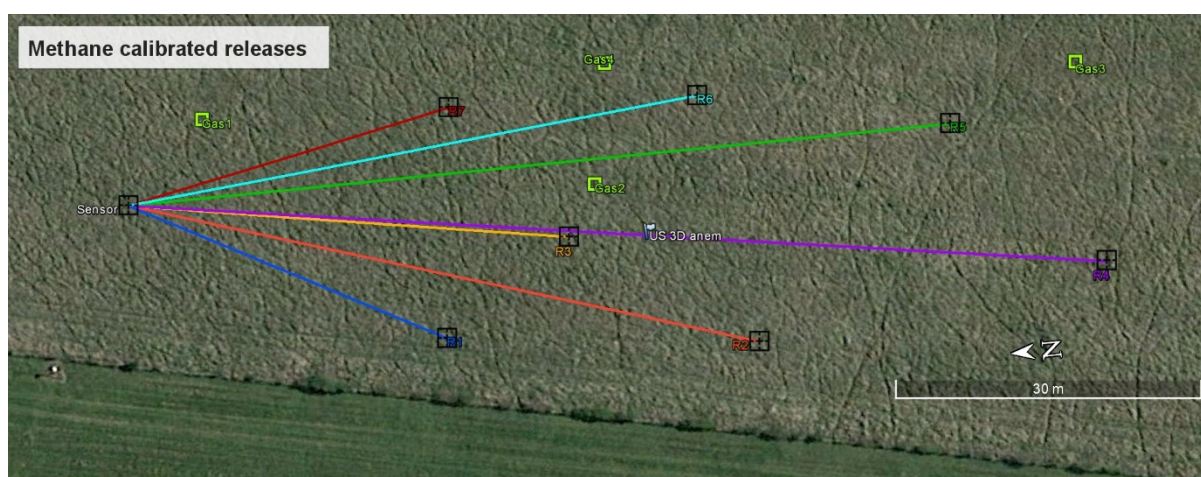 Methane calibrated releases
Gas4
Gas3
R6
R7
Gas1
R5
Gas2
Sensor
US 3D anem
R3
R4
R1
R2
N
30 m